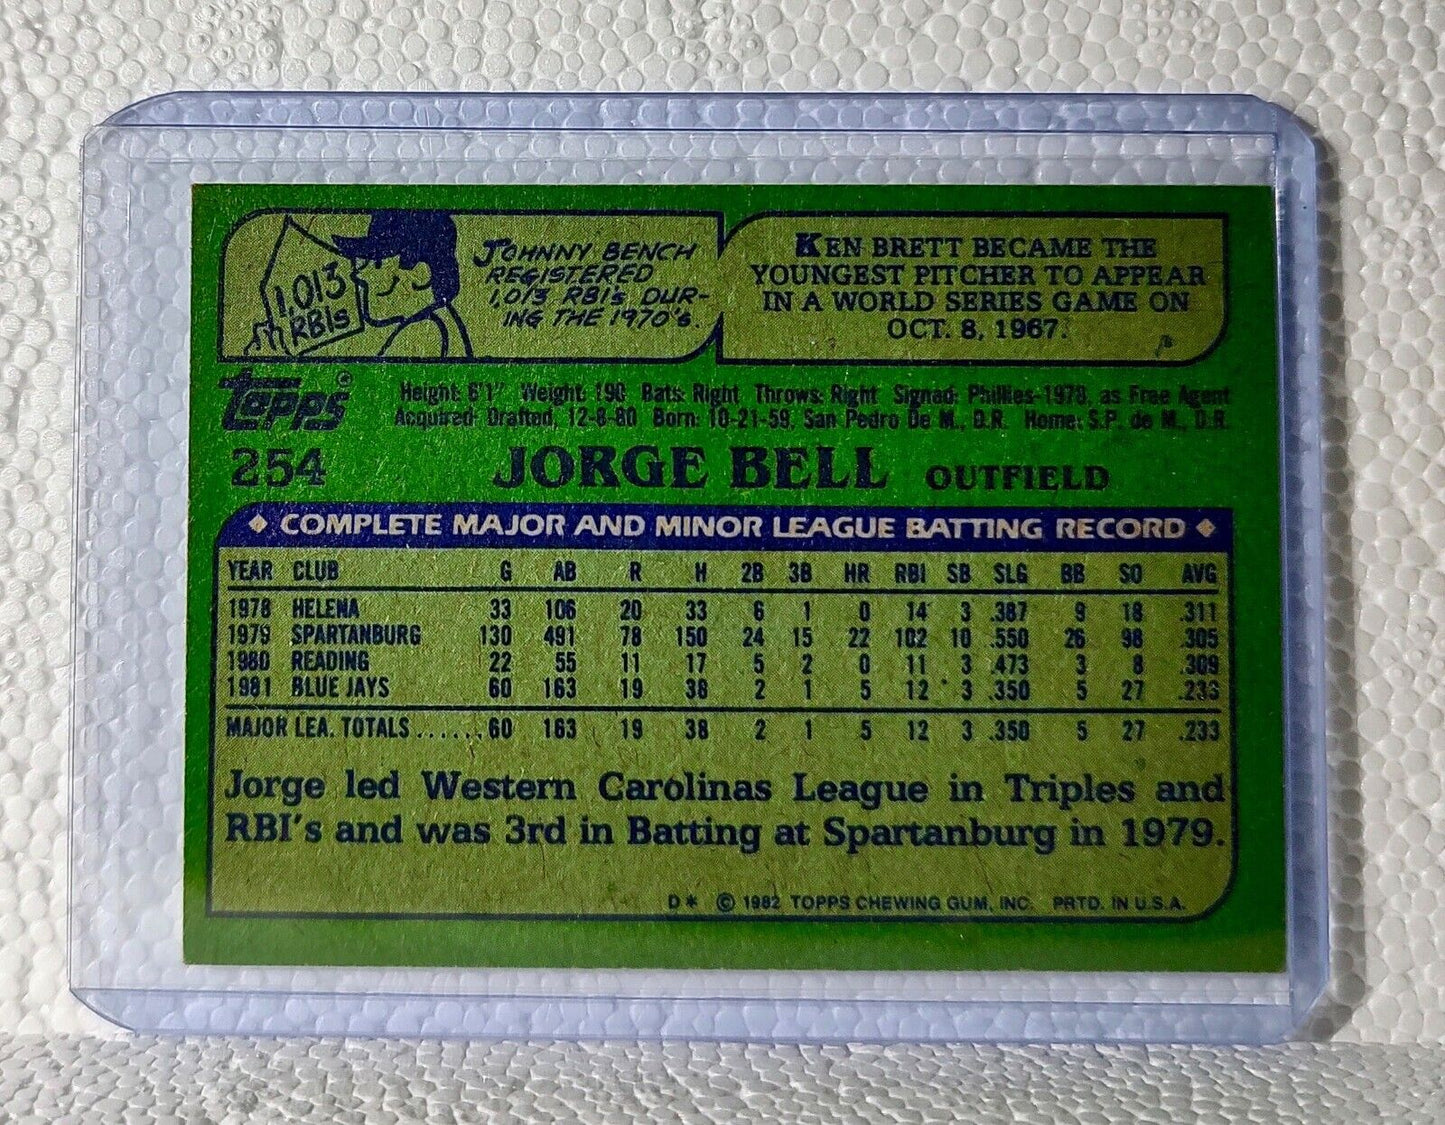 1,013
RBIs
JOHNNY BENCH
REGISTERED
1,013 RBI's DUR-
ING THE 1970's.
KEN BRETT BECAME THE
YOUNGEST PITCHER TO APPEAR
IN A WORLD SERIES GAME ON
OCT. 8, 1967.
Topps®
Height: 6'1" Weight: 190 Bats: Right Throws: Right Signed: Phillies-1978, as Free Agent
Acquired: Drafted, 12-8-80 Born: 10-21-59, San Pedro De M., D.R. Home: S.P. de M., D.R.
254 JORGE BELL OUTFIELD
◆ COMPLETE MAJOR AND MINOR LEAGUE BATTING RECORD ◆
YEAR CLUB G AB R H 2B 3B HR RBI SB SLG BB SO AVG
1978 HELENA 33 106 20 33 6 1 0 14 3 .387 9 18 .311
1979 SPARTANBURG 130 491 78 150 24 15 22 102 10 .550 26 98 .305
1980 READING 22 55 11 17 5 2 0 11 3 .473 3 8 .309
1981 BLUE JAYS 60 163 19 38 2 1 5 12 3 .350 5 27 .233
MAJOR LEA. TOTALS ...... 60 163 19 38 2 1 5 12 3 .350 5 27 .233
Jorge led Western Carolinas League in Triples and
RBI's and was 3rd in Batting at Spartanburg in 1979.
D* © 1982 TOPPS CHEWING GUM, INC. PRTD. IN U.S.A.